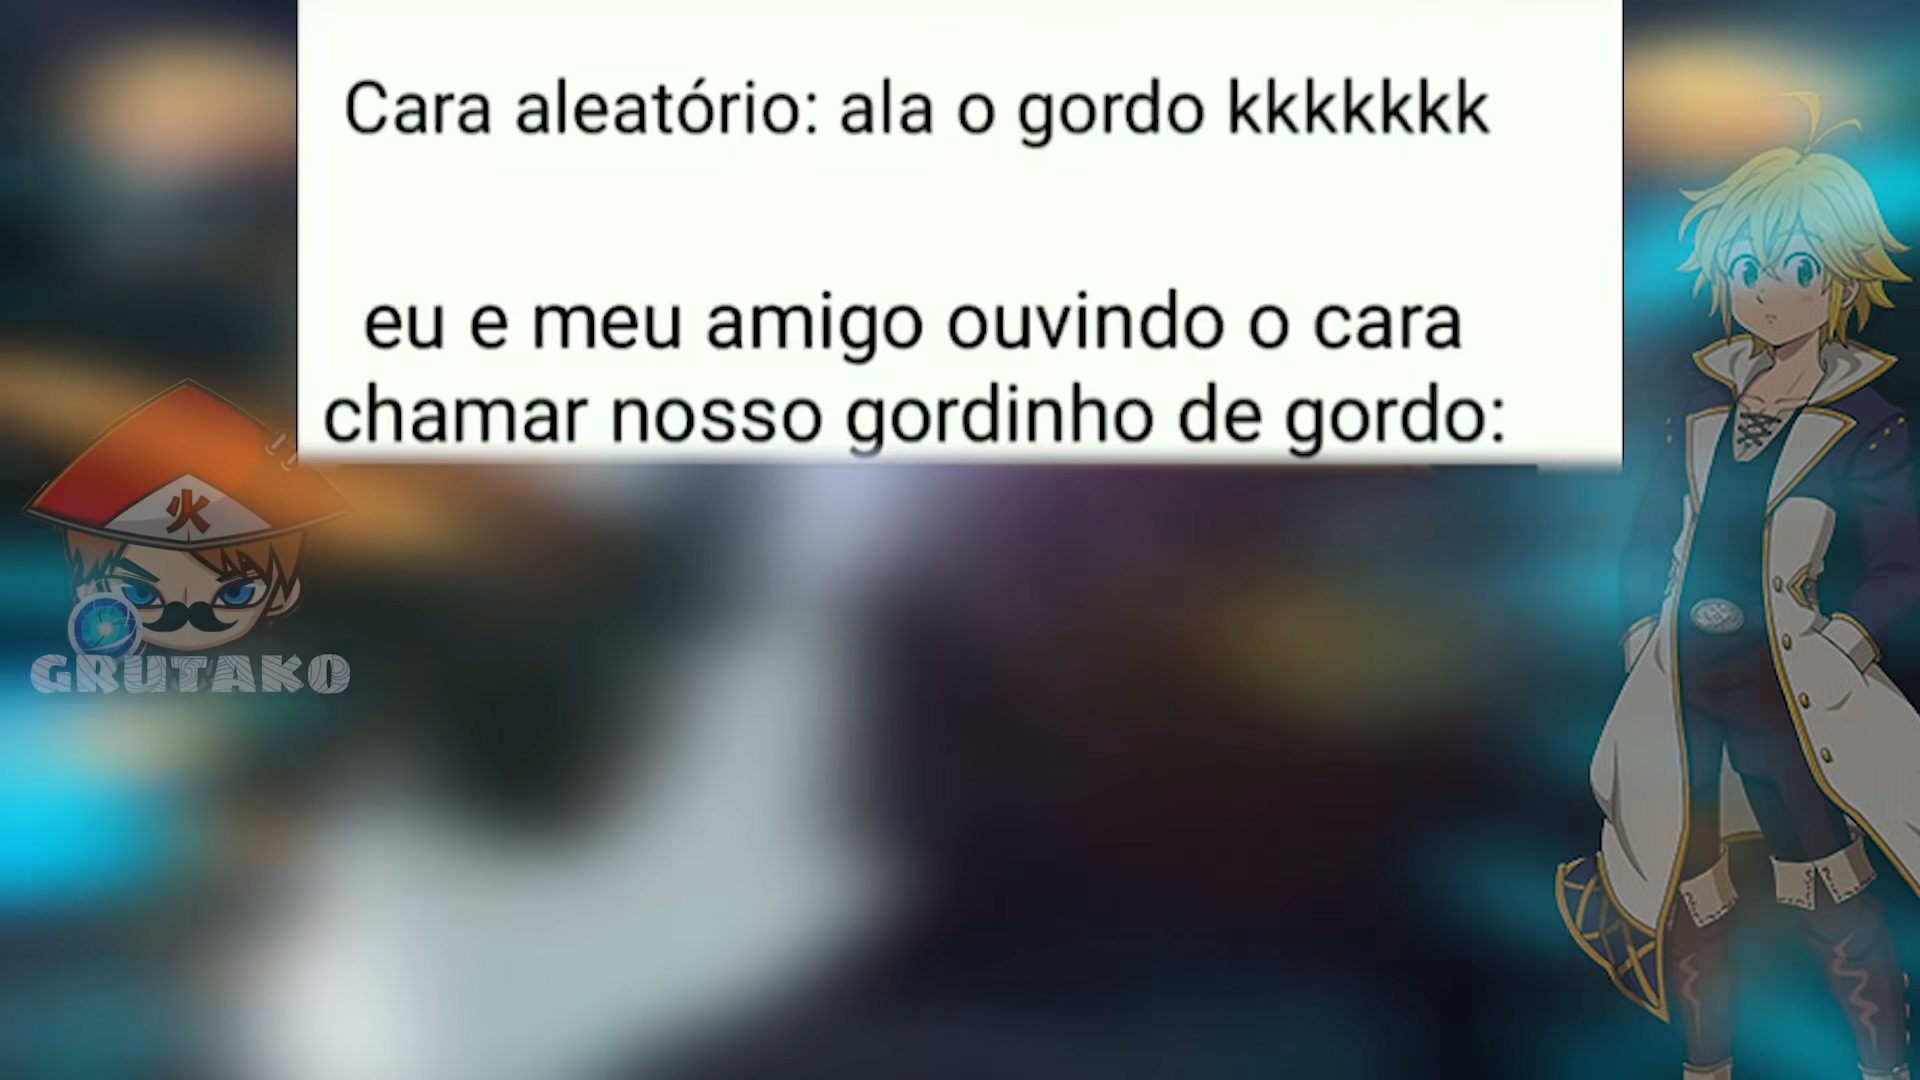 Cara aleatório: ala o gordo kkkkkkk
eu e meu amigo ouvindo o cara
chamar nosso gordinho de gordo:
火
GRUTAKO